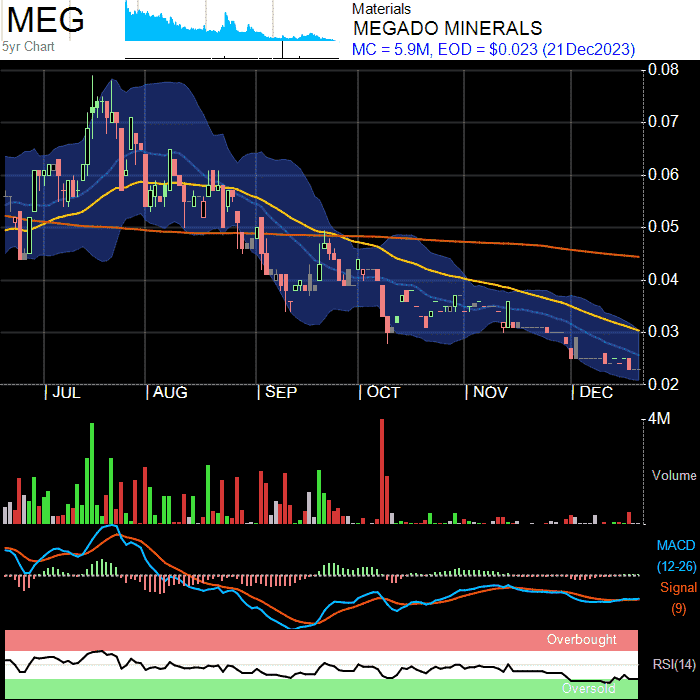 MEG
5yr Chart
Materials
MEGADO MINERALS
MC = 5.9M, EOD = $0.023 (21Dec2023)
0.08
0.07
0.06
0.05
0.04
0.03
0.02
JUL AUG SEP OCT NOV DEC
4M
Volume
MACD
(12-26)
Signal
(9)
Overbought
RSI(14)
Oversold